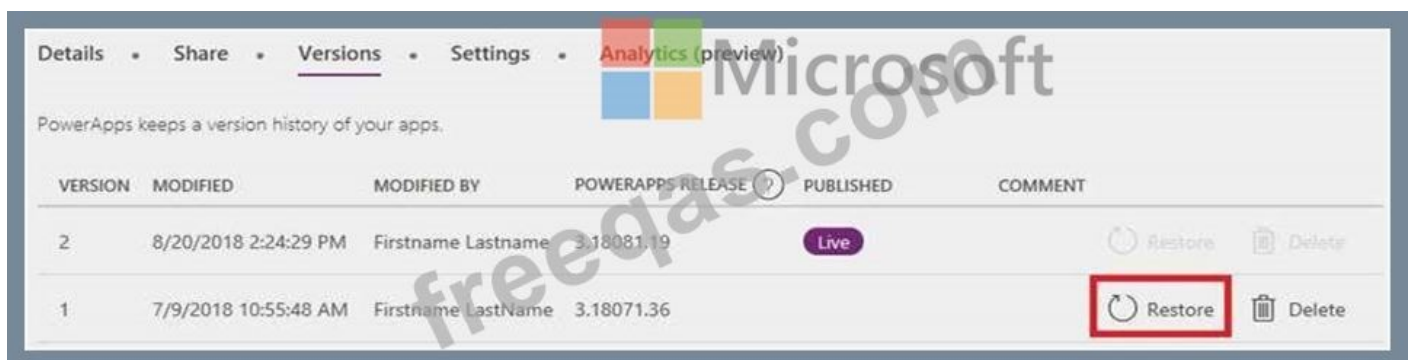 Details • Share • Versions • Settings • Analytics (preview)
Microsoft
PowerApps keeps a version history of your apps.
VERSION MODIFIED MODIFIED BY POWERAPPS RELEASE ? PUBLISHED COMMENT
2 8/20/2018 2:24:29 PM Firstname Lastname 3.18081.19 Live Restore Delete
1 7/9/2018 10:55:48 AM Firstname LastName 3.18071.36 Restore Delete
freeqas.com